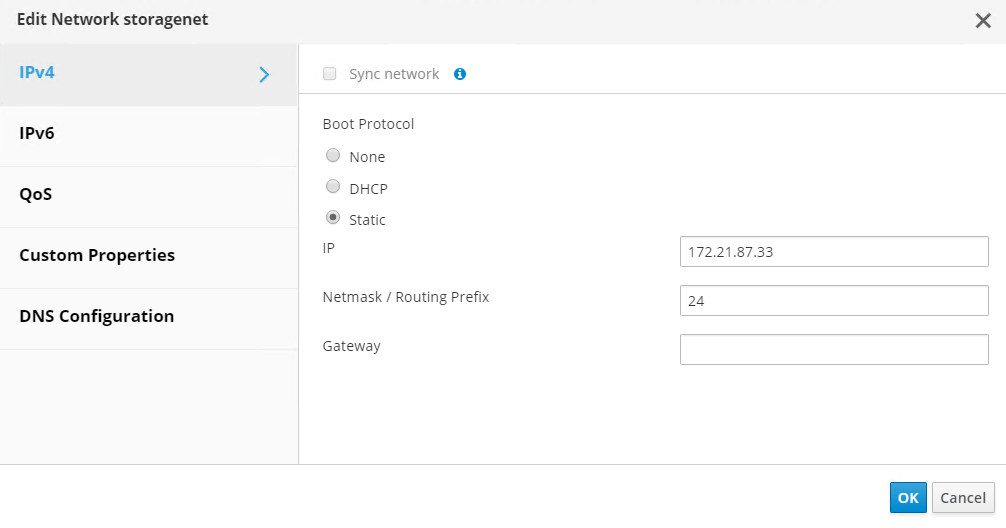 Edit Network storagenet
IPv4
IPv6
QoS
Custom Properties
DNS Configuration
Sync network
Boot Protocol
None
DHCP
Static
IP
172.21.87.33
Netmask / Routing Prefix
24
Gateway
OK
Cancel